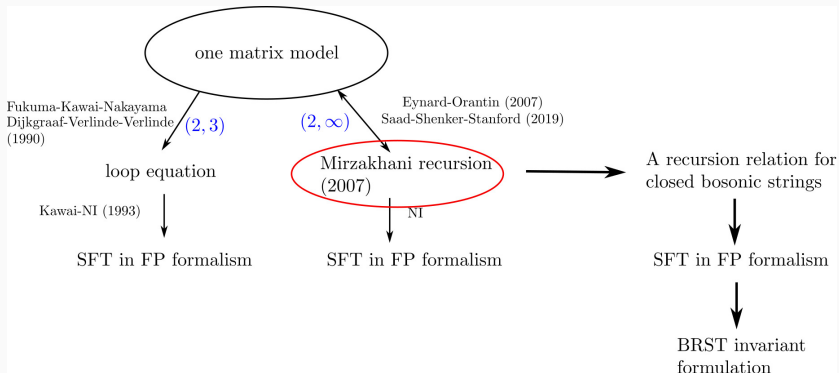 one matrix model
Fukuma-Kawai-Nakayama
Dijkgraaf-Verlinde-Verlinde
(1990)
(2, 3)
(2, ∞)
Eynard-Orantin (2007)
Saad-Shenker-Stanford (2019)
loop equation
Mirzakhani recursion
(2007)
A recursion relation for
closed bosonic strings
Kawai-NI (1993)
NI
SFT in FP formalism
SFT in FP formalism
SFT in FP formalism
BRST invariant
formulation